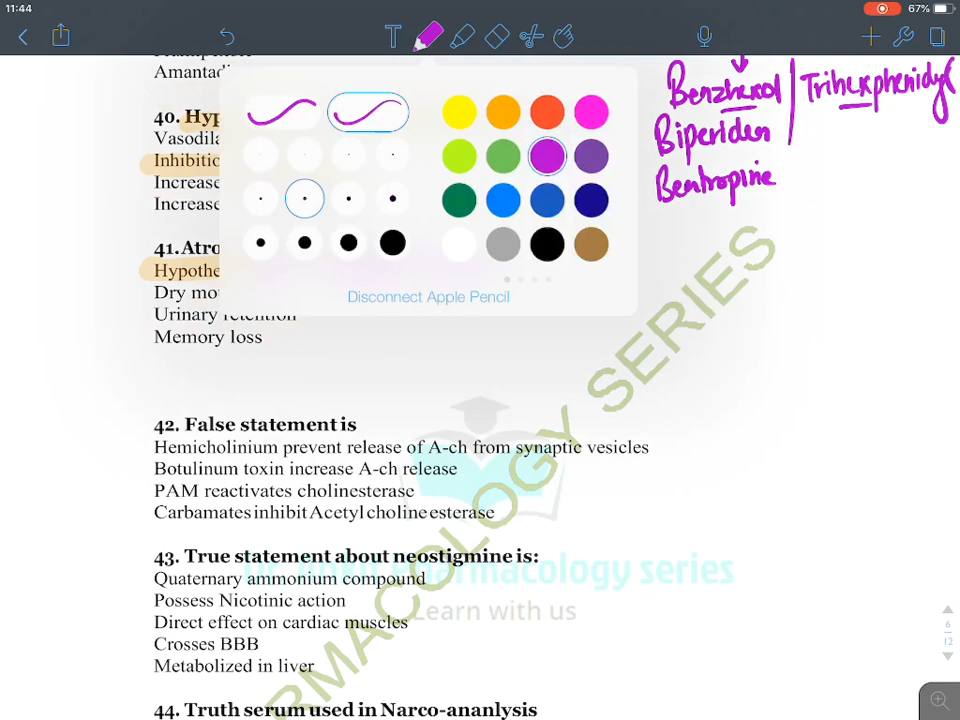 11:44
67%
T
Amantadi
40. Hyp
Vasodila
Inhibitio
Increase
Increase
Benzhexol | Trihexphenidyl
Biperiden
Bentropine
41. Atro
Hypothe
Dry mou
Urinary retention
Memory loss
Disconnect Apple Pencil
42. False statement is
Hemicholinium prevent release of A-ch from synaptic vesicles
Botulinum toxin increase A-ch release
PAM reactivates cholinesterase
Carbamates inhibit Acetyl choline esterase
43. True statement about neostigmine is:
Quaternary ammonium compound
Possess Nicotinic action
Direct effect on cardiac muscles
Crosses BBB
Metabolized in liver
44. Truth serum used in Narco-ananlysis
RMACOLOGY SERIES
Pharmacology series
Learn with us
6
12